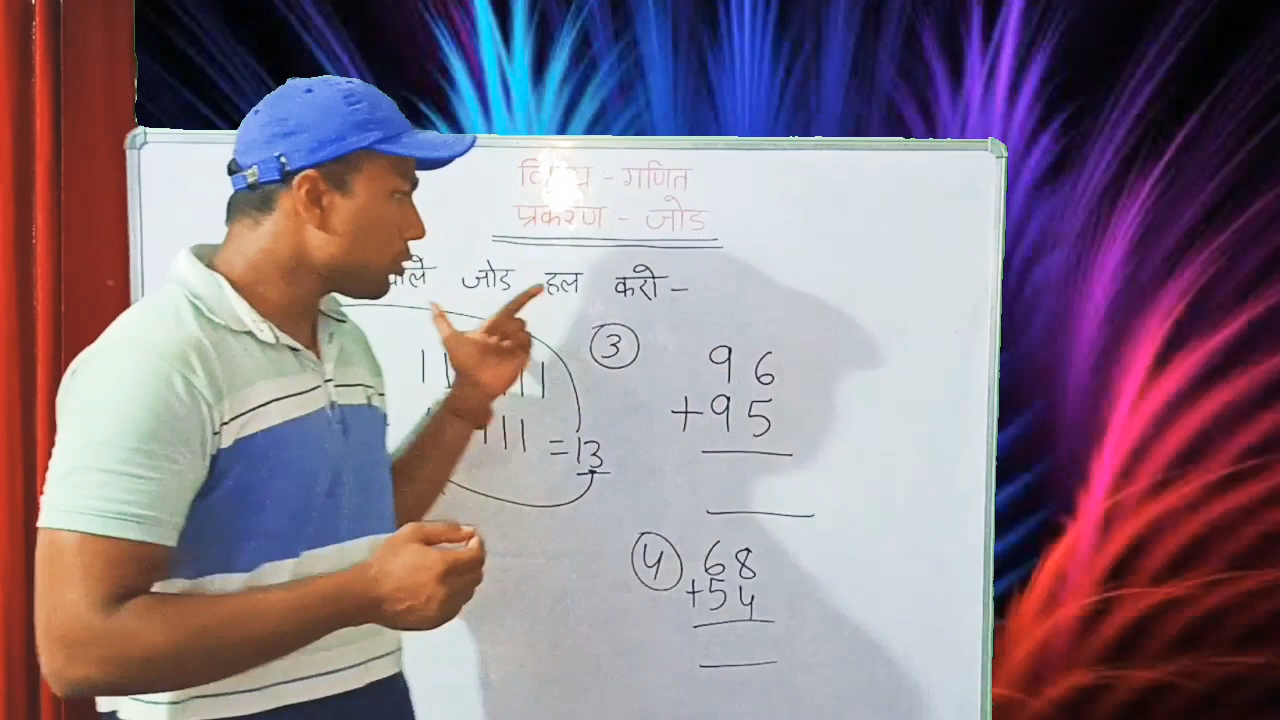 - गणित
प्रकरण :- जोड
जोड हल करो -
3
96
+95
= 13
4
68
+54